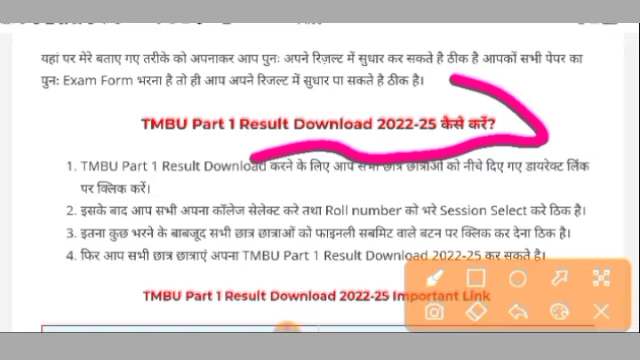 यहां पर मेरे बताए गए तरीके को अपनाकर आप पुनः अपने रिज़ल्ट में सुधार कर सकते है ठीक है आपकों सभी पेपर का
पुनः Exam Form भरना है तो ही आप अपने रिजल्ट में सुधार पा सकते है ठीक है।
TMBU Part 1 Result Download 2022-25 कैसे करें?
1. TMBU Part 1 Result Download करने के लिए आप सभी छात्र छात्राओं को नीचे दिए गए डायरेक्ट लिंक
पर क्लिक करें।
2. इसके बाद आप सभी अपना कॉलेज सेलेक्ट करे तथा Roll number को भरे Session Select करे ठिक है।
3. इतना कुछ भरने के बाबजूद सभी छात्र छात्राओं को फाइनली सबमिट वाले बटन पर क्लिक कर देना ठिक है।
4. फिर आप सभी छात्र छात्राएं अपना TMBU Part 1 Result Download 2022-25 कर सकते है।
TMBU Part 1 Result Download 2022-25 Important Link